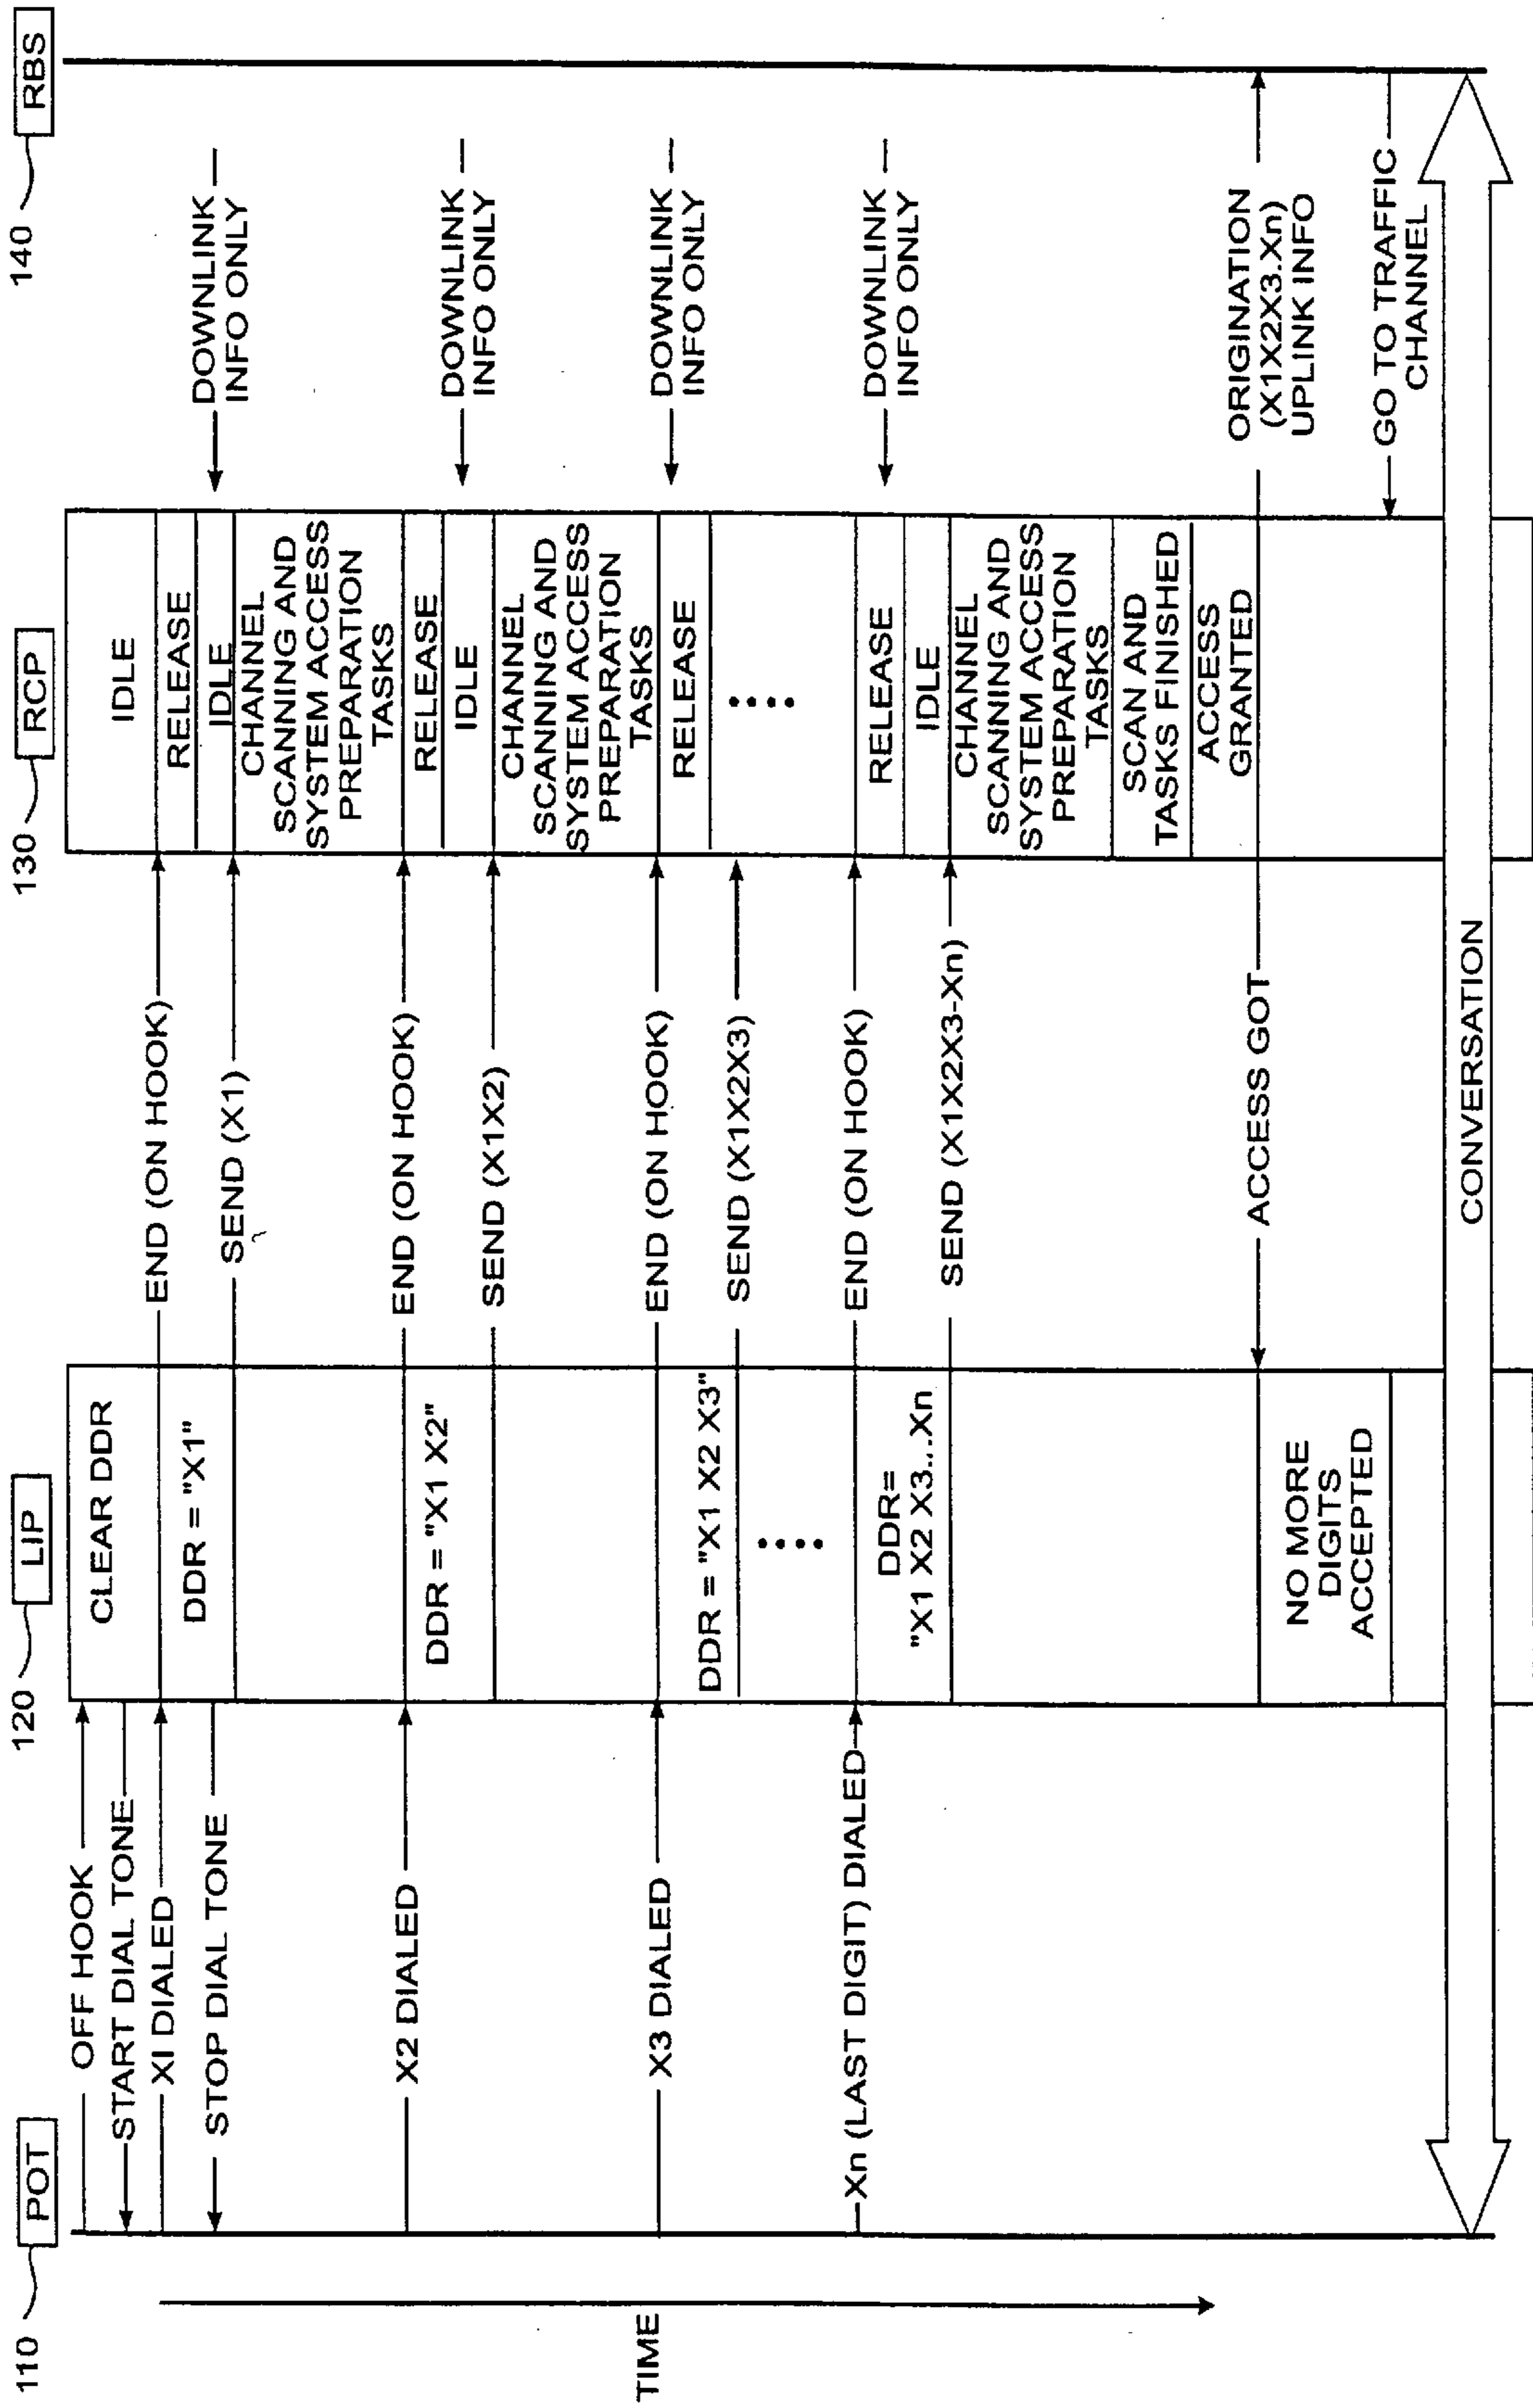 110
POT
120
LIP
130
RCP
140
RBS
TIME
OFF HOOK
START DIAL TONE
XI DIALED
STOP DIAL TONE
X2 DIALED
X3 DIALED
Xn (LAST DIGIT) DIALED
CLEAR DDR
DDR = "X1"
DDR = "X1 X2"
DDR = "X1 X2 X3"
....
DDR=
"X1 X2 X3...Xn
NO MORE
DIGITS
ACCEPTED
END (ON HOOK)
SEND (X1)
END (ON HOOK)
SEND (X1X2)
END (ON HOOK)
SEND (X1X2X3)
END (ON HOOK)
SEND (X1X2X3-Xn)
ACCESS GOT
IDLE
RELEASE
IDLE
CHANNEL
SCANNING AND
SYSTEM ACCESS
PREPARATION
TASKS
RELEASE
IDLE
CHANNEL
SCANNING AND
SYSTEM ACCESS
PREPARATION
TASKS
RELEASE
....
RELEASE
IDLE
CHANNEL
SCANNING AND
SYSTEM ACCESS
PREPARATION
TASKS
SCAN AND
TASKS FINISHED
ACCESS
GRANTED
DOWNLINK
INFO ONLY
DOWNLINK
INFO ONLY
DOWNLINK
INFO ONLY
DOWNLINK
INFO ONLY
ORIGINATION
(X1X2X3.Xn)
UPLINK INFO
GO TO TRAFFIC
CHANNEL
CONVERSATION